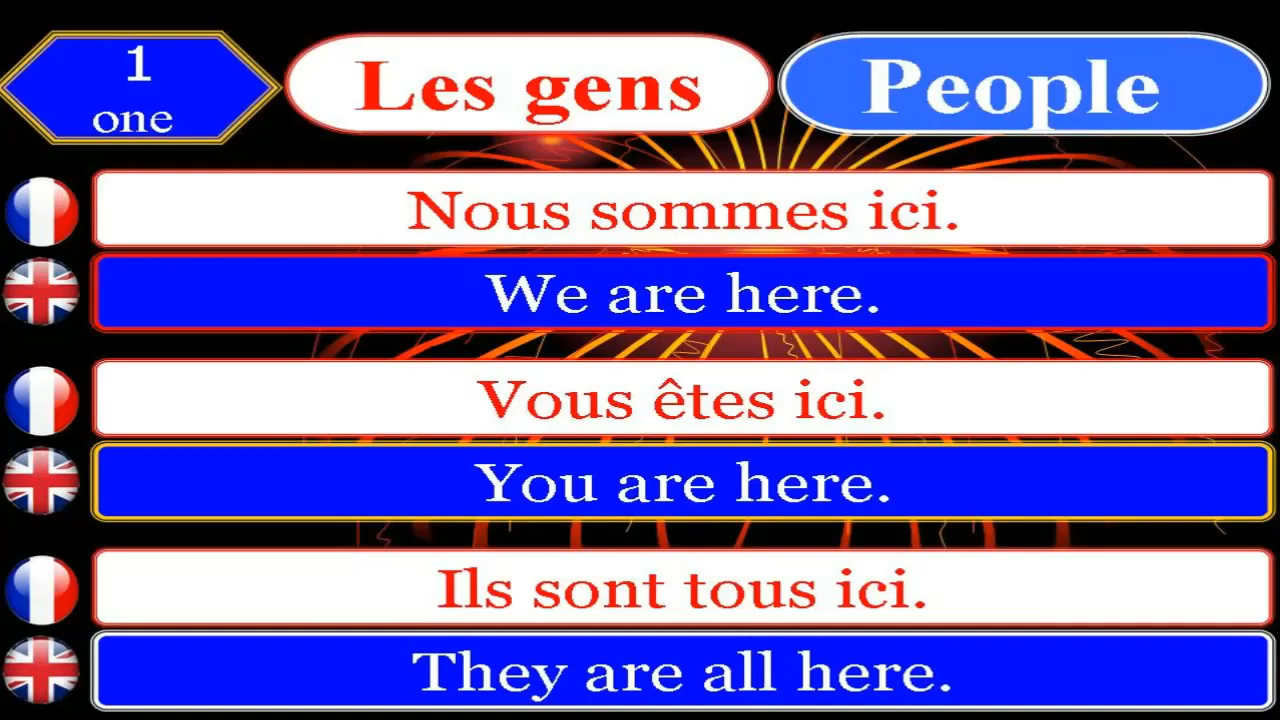 1
one
Les gens
People
Nous sommes ici.
We are here.
Vous êtes ici.
You are here.
Ils sont tous ici.
They are all here.